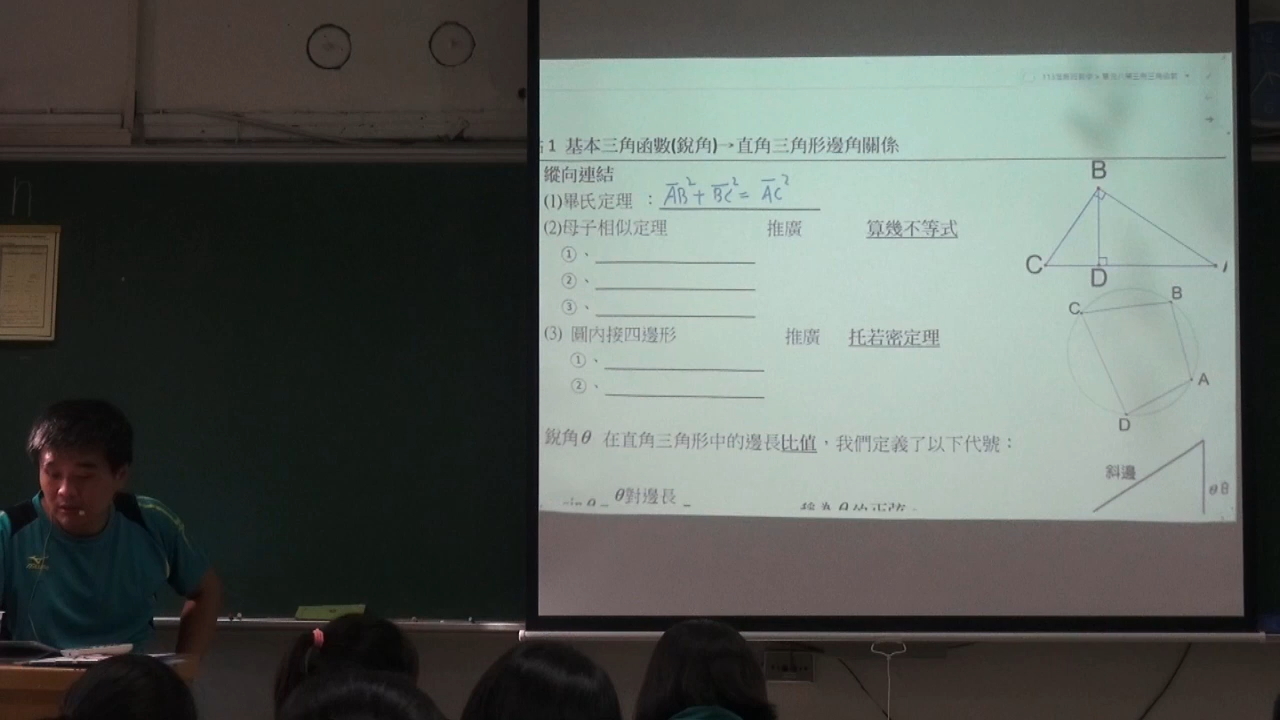 1 基本三角函數(銳角)→直角三角形邊角關係
縱向連結
(1)畢氏定理 : AB² + BC² = AC²
(2)母子相似定理 推廣 算幾不等式
①、
②、
③、
(3) 圓內接四邊形 推廣 托若密定理
①、
②、
銳角θ 在直角三角形中的邊長比值，我們定義了以下代號：
θ對邊長
B
C
D
B
C
A
D
斜邊
θ